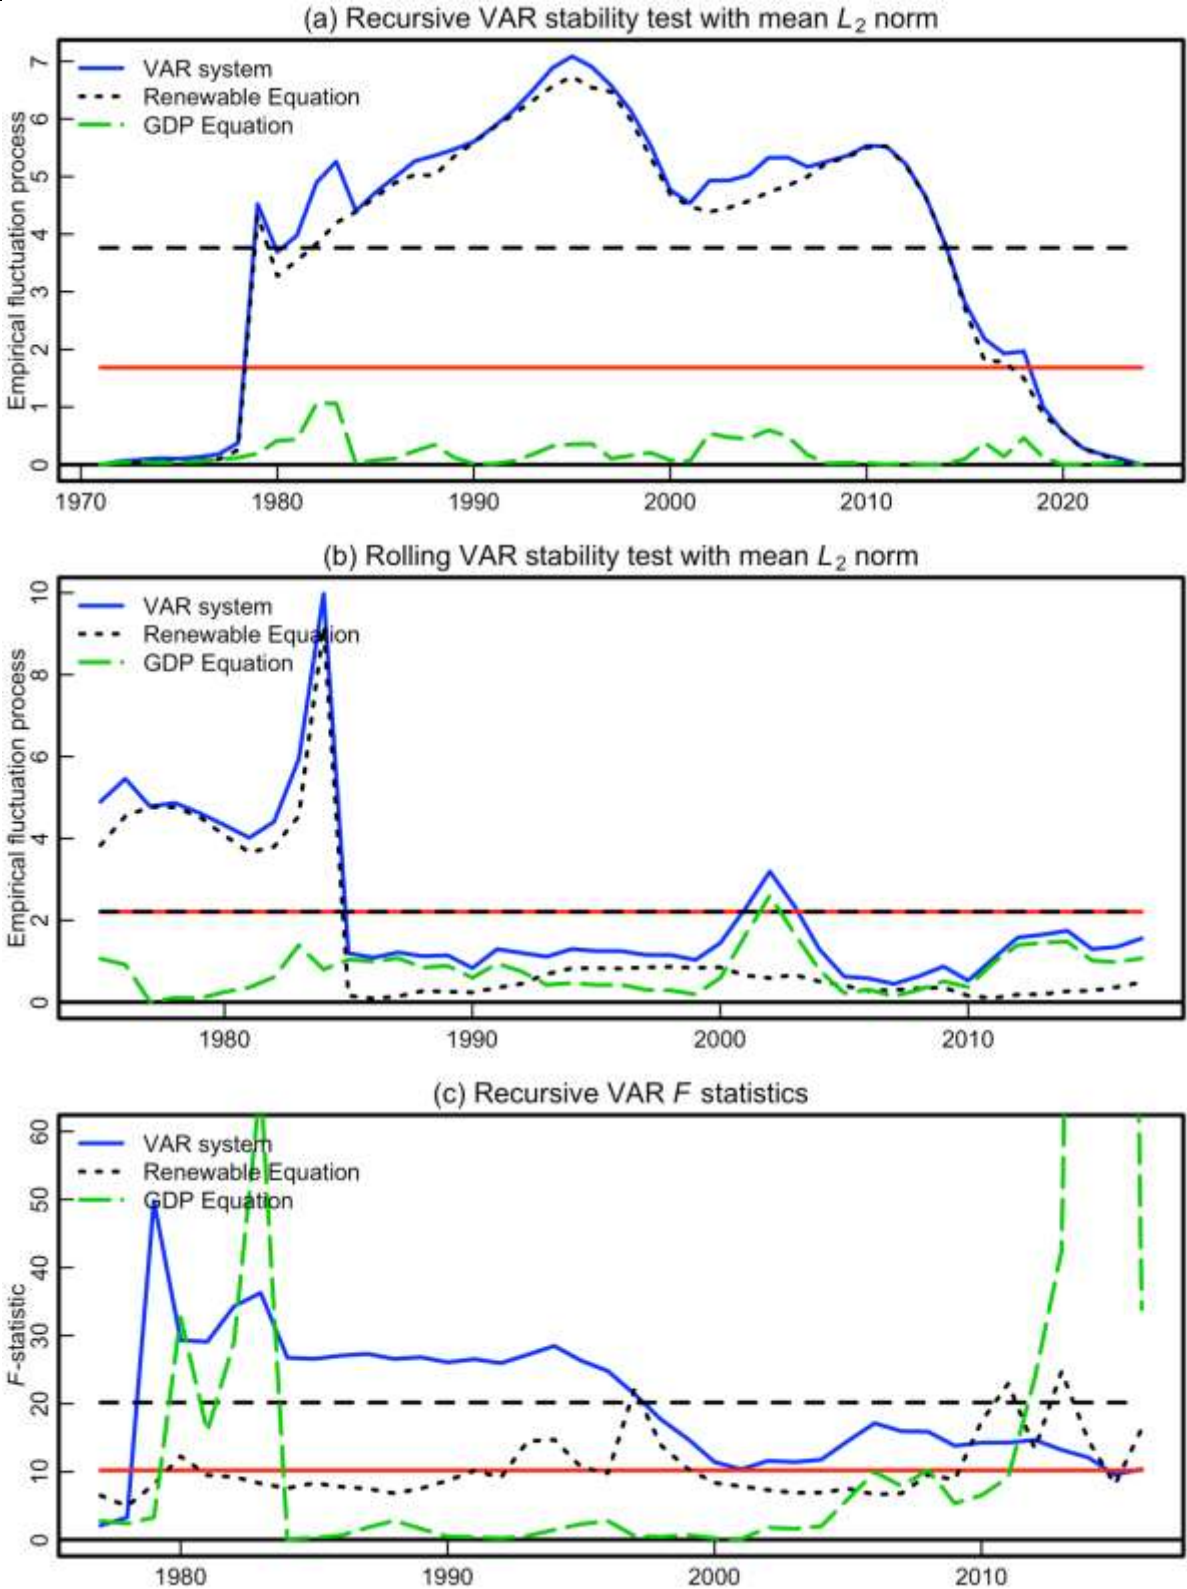 (a) Recursive VAR stability test with mean L2 norm
VAR system
Renewable Equation
GDP Equation
Empirical fluctuation process
7
6
5
4
3
2
1
0
1970 1980 1990 2000 2010 2020
(b) Rolling VAR stability test with mean L2 norm
VAR system
Renewable Equation
GDP Equation
Empirical fluctuation process
10
8
6
4
2
0
1980 1990 2000 2010
(c) Recursive VAR F statistics
VAR system
Renewable Equation
GDP Equation
F-statistic
60
50
40
30
20
10
0
1980 1990 2000 2010